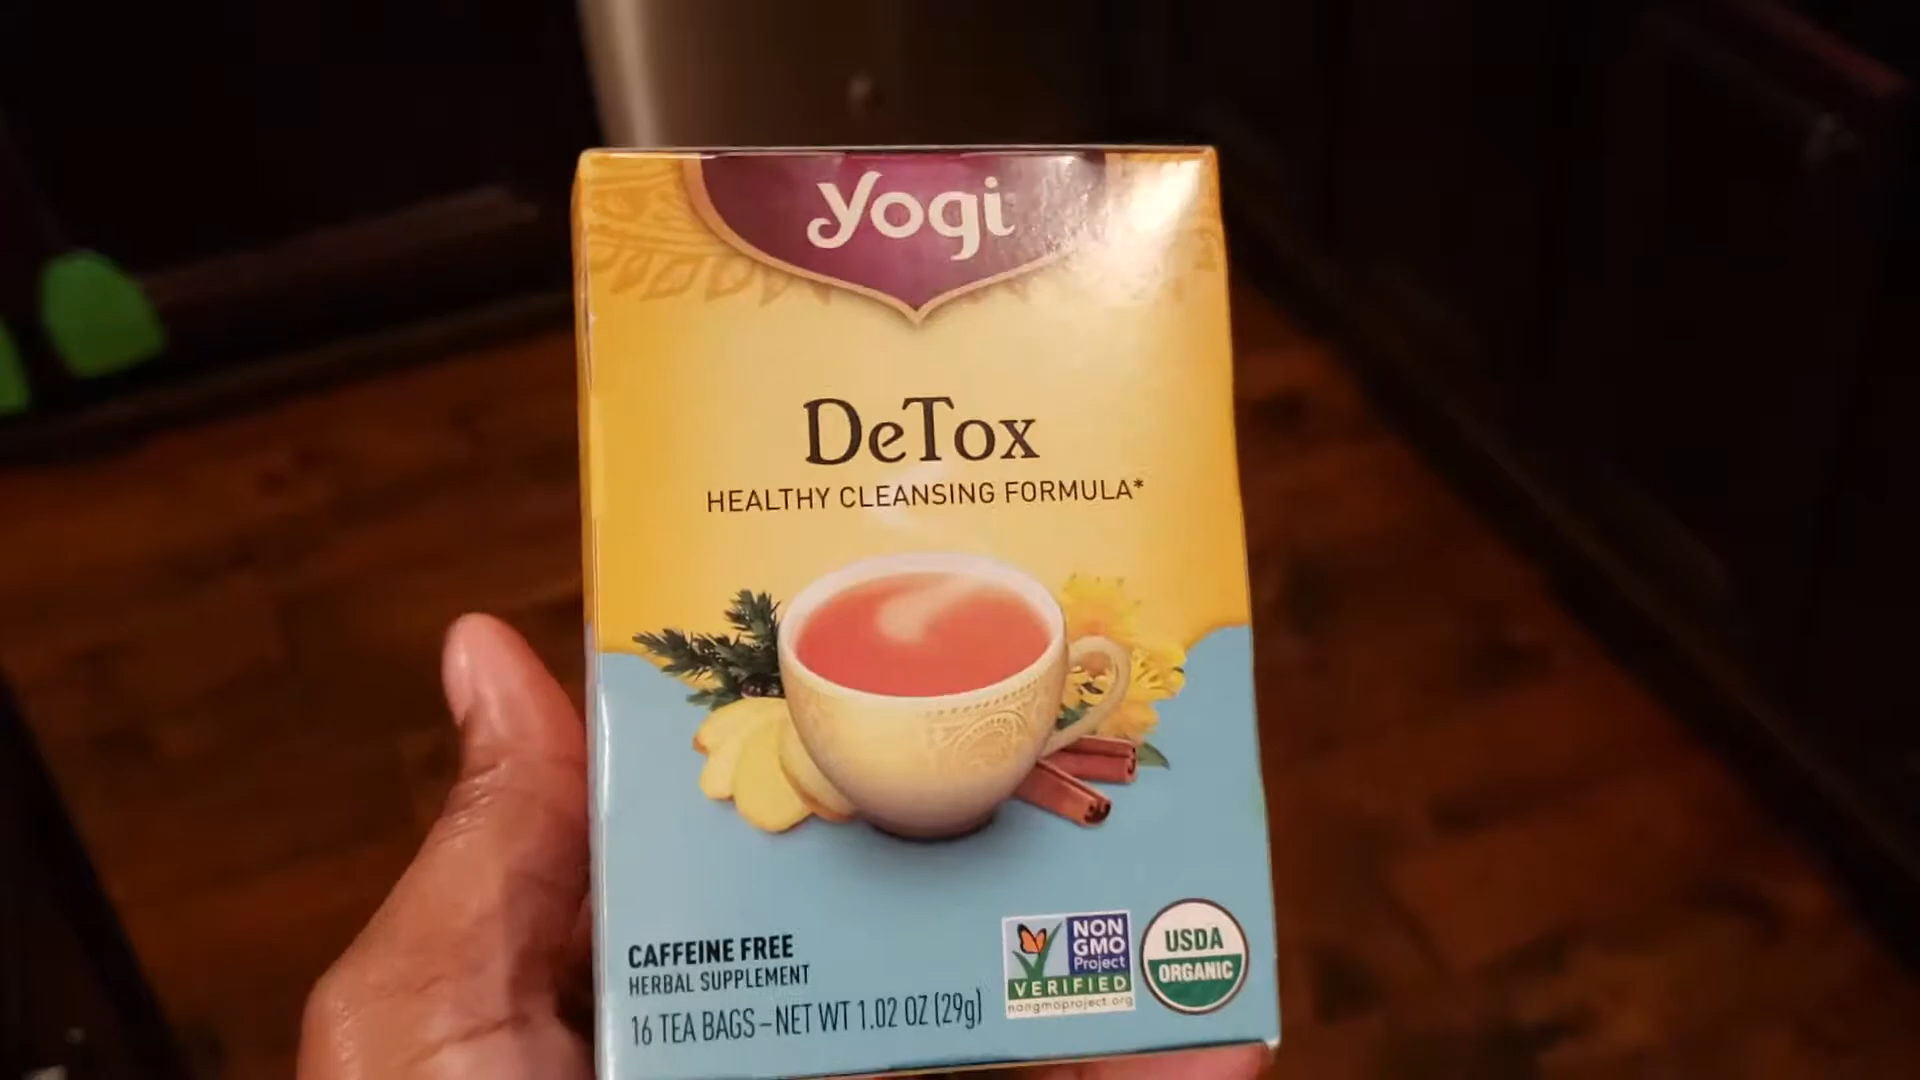 yogi
DeTox
HEALTHY CLEANSING FORMULA*
CAFFEINE FREE
HERBAL SUPPLEMENT
16 TEA BAGS – NET WT 1.02 OZ (29g)
NON
GMO
Project
VERIFIED
nongmoproject.org
USDA
ORGANIC